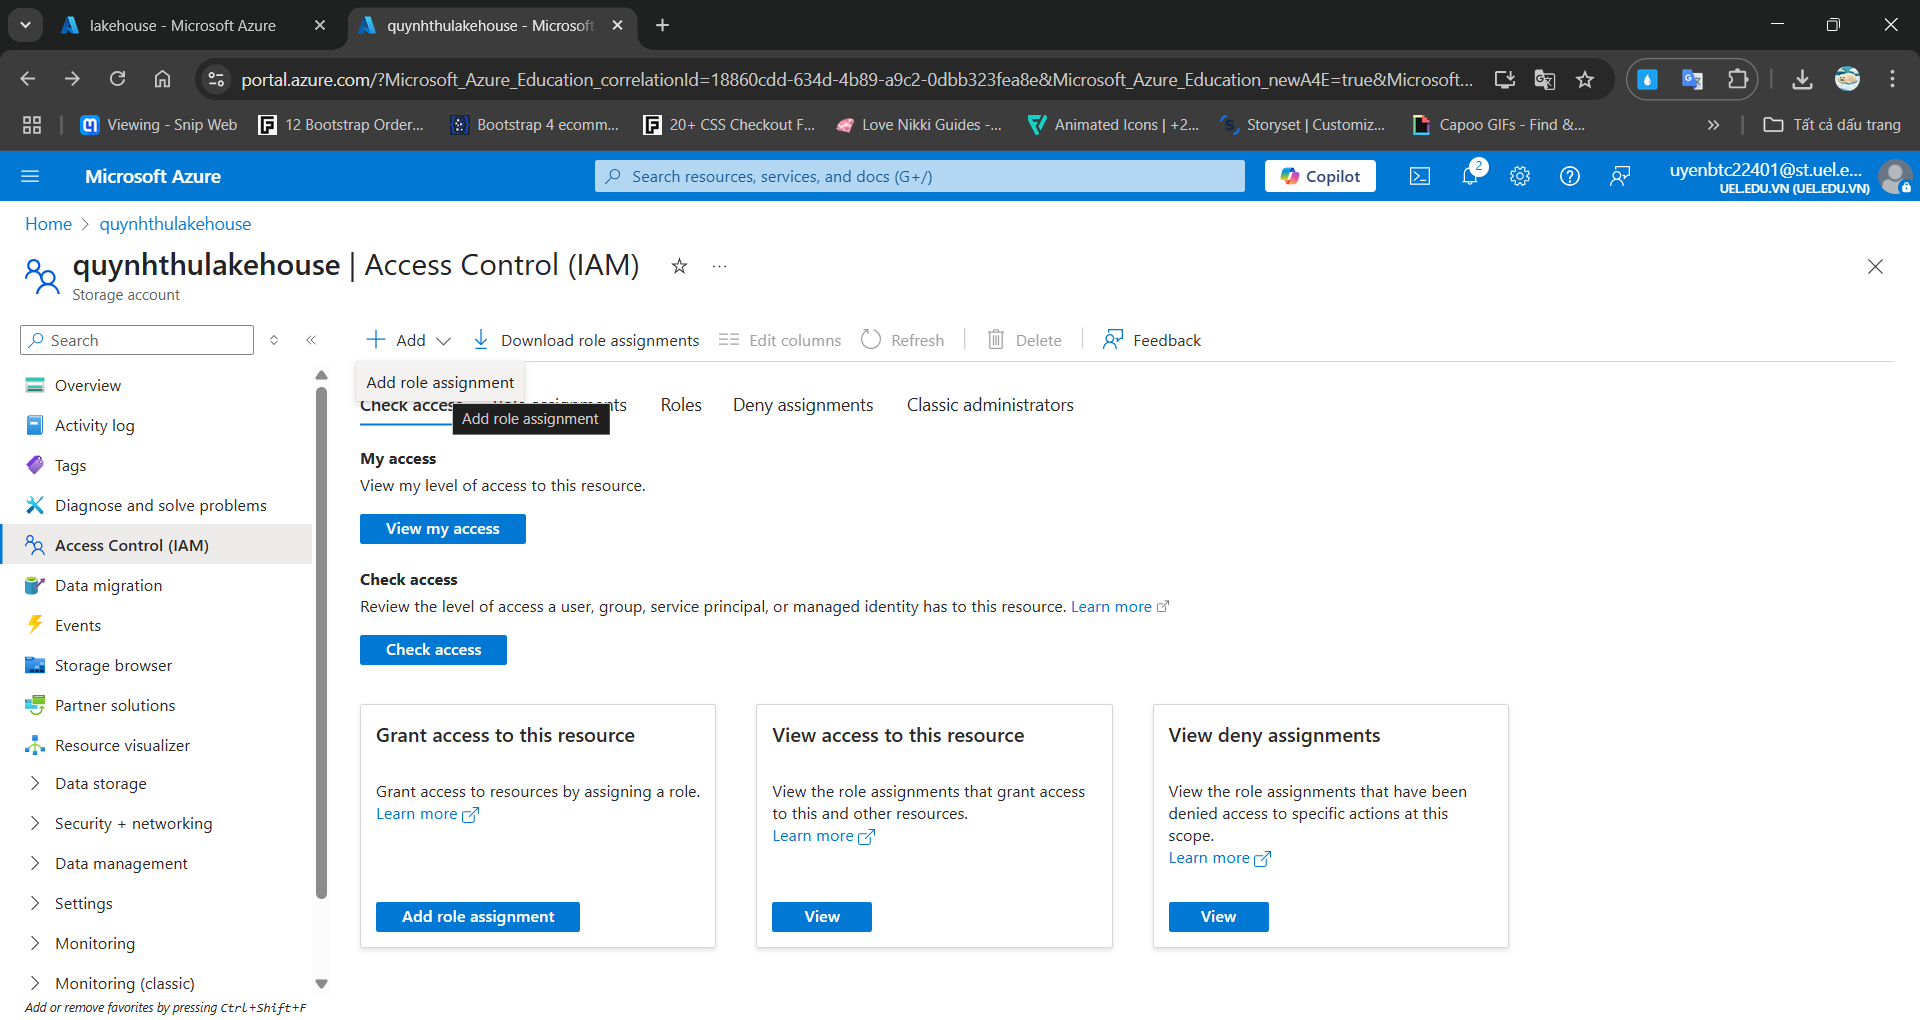 lakehouse - Microsoft Azure
quynhthulakehouse - Microsoft
portal.azure.com/?Microsoft_Azure_Education_correlationId=18860cdd-634d-4b89-a9c2-0dbb323fea8e&Microsoft_Azure_Education_newA4E=true&Microsoft...
Viewing - Snip Web
12 Bootstrap Order...
Bootstrap 4 ecomm...
20+ CSS Checkout F...
Love Nikki Guides -...
Animated Icons | +2...
Storyset | Customiz...
Capoo GIFs - Find &...
Tất cả dấu trang
Microsoft Azure
Search resources, services, and docs (G+/)
Copilot
2
uyenbtc22401@st.uel.e...
UEL.EDU.VN (UEL.EDU.VN)
Home > quynhthulakehouse
quynhthulakehouse | Access Control (IAM)
Storage account
Search
Add
Download role assignments
Edit columns
Refresh
Delete
Feedback
Add role assignment
Check access
Role assignments
Roles
Deny assignments
Classic administrators
Add role assignment
Overview
Activity log
Tags
Diagnose and solve problems
Access Control (IAM)
Data migration
Events
Storage browser
Partner solutions
Resource visualizer
Data storage
Security + networking
Data management
Settings
Monitoring
Monitoring (classic)
Add or remove favorites by pressing Ctrl+Shift+F
My access
View my level of access to this resource.
View my access
Check access
Review the level of access a user, group, service principal, or managed identity has to this resource. Learn more
Check access
Grant access to this resource
Grant access to resources by assigning a role.
Learn more
Add role assignment
View access to this resource
View the role assignments that grant access
to this and other resources.
Learn more
View
View deny assignments
View the role assignments that have been
denied access to specific actions at this
scope.
Learn more
View